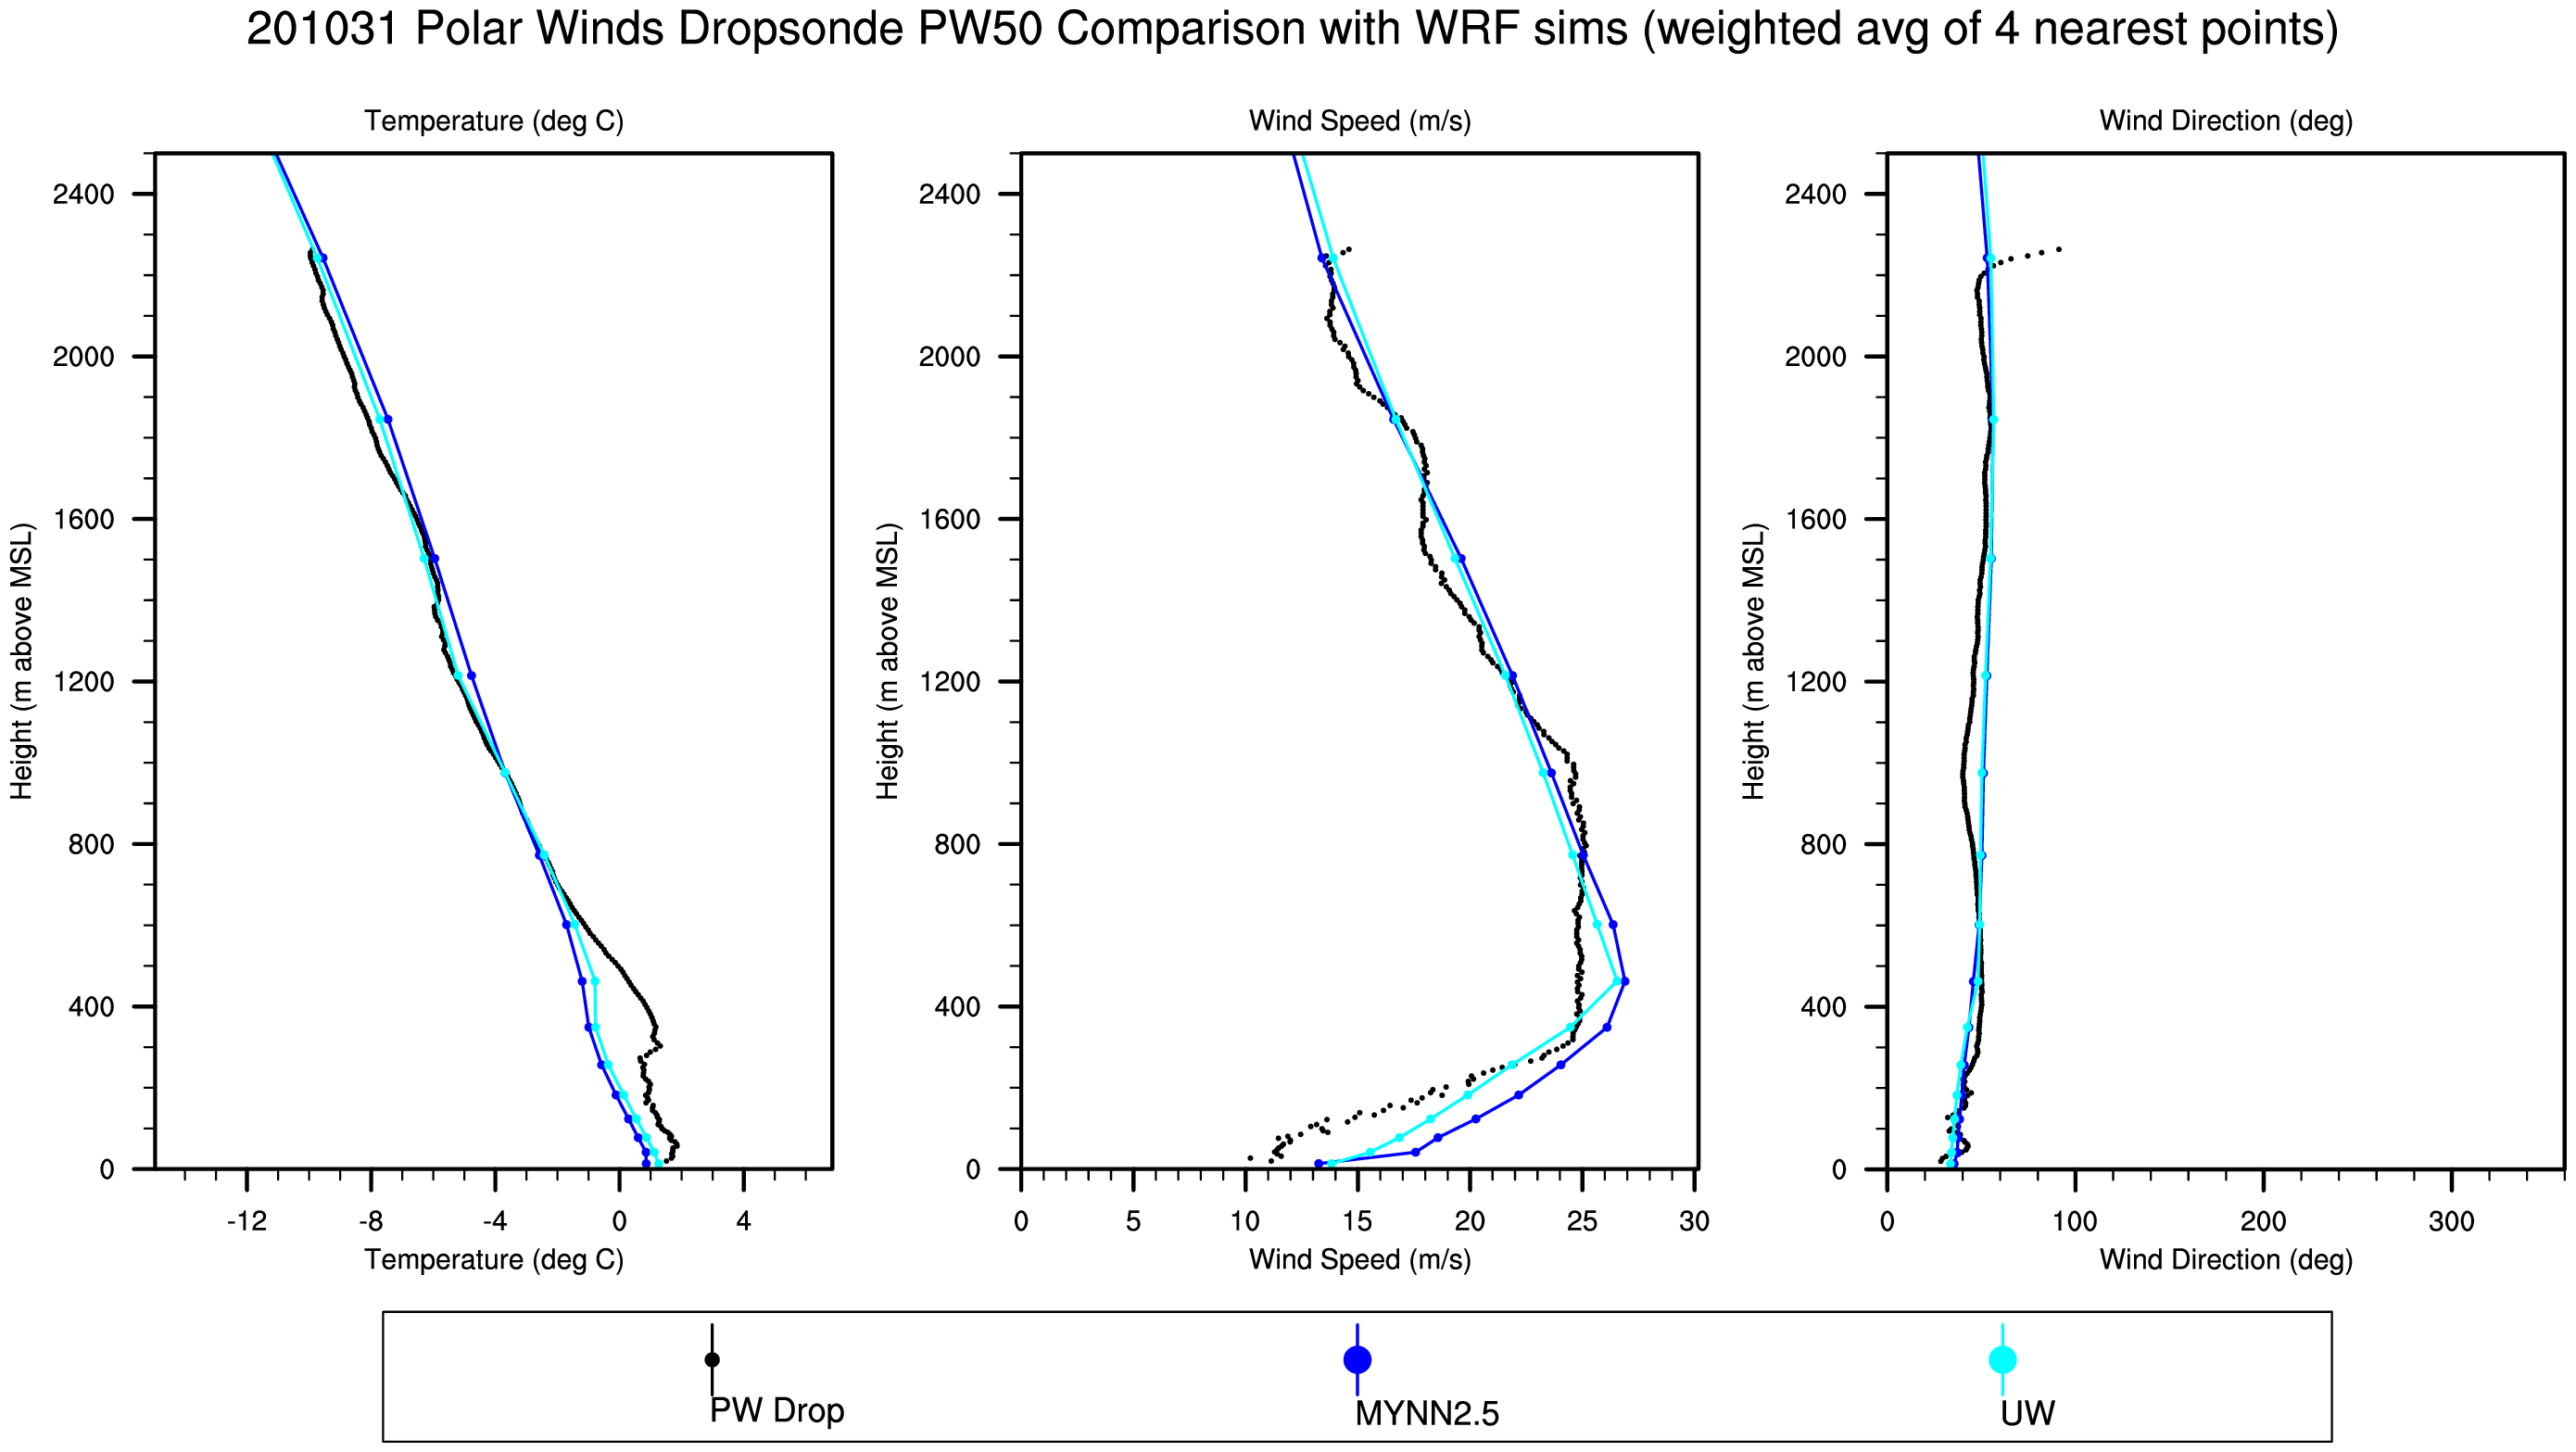 201031 Polar Winds Dropsonde PW50 Comparison with WRF sims (weighted avg of 4 nearest points)
Temperature (deg C)
Height (m above MSL)
2400
2000
1600
1200
800
400
0
-12 -8 -4 0 4
Temperature (deg C)
Wind Speed (m/s)
Height (m above MSL)
2400
2000
1600
1200
800
400
0
0 5 10 15 20 25 30
Wind Speed (m/s)
Wind Direction (deg)
Height (m above MSL)
2400
2000
1600
1200
800
400
0
0 100 200 300
Wind Direction (deg)
PW Drop
MYNN2.5
UW